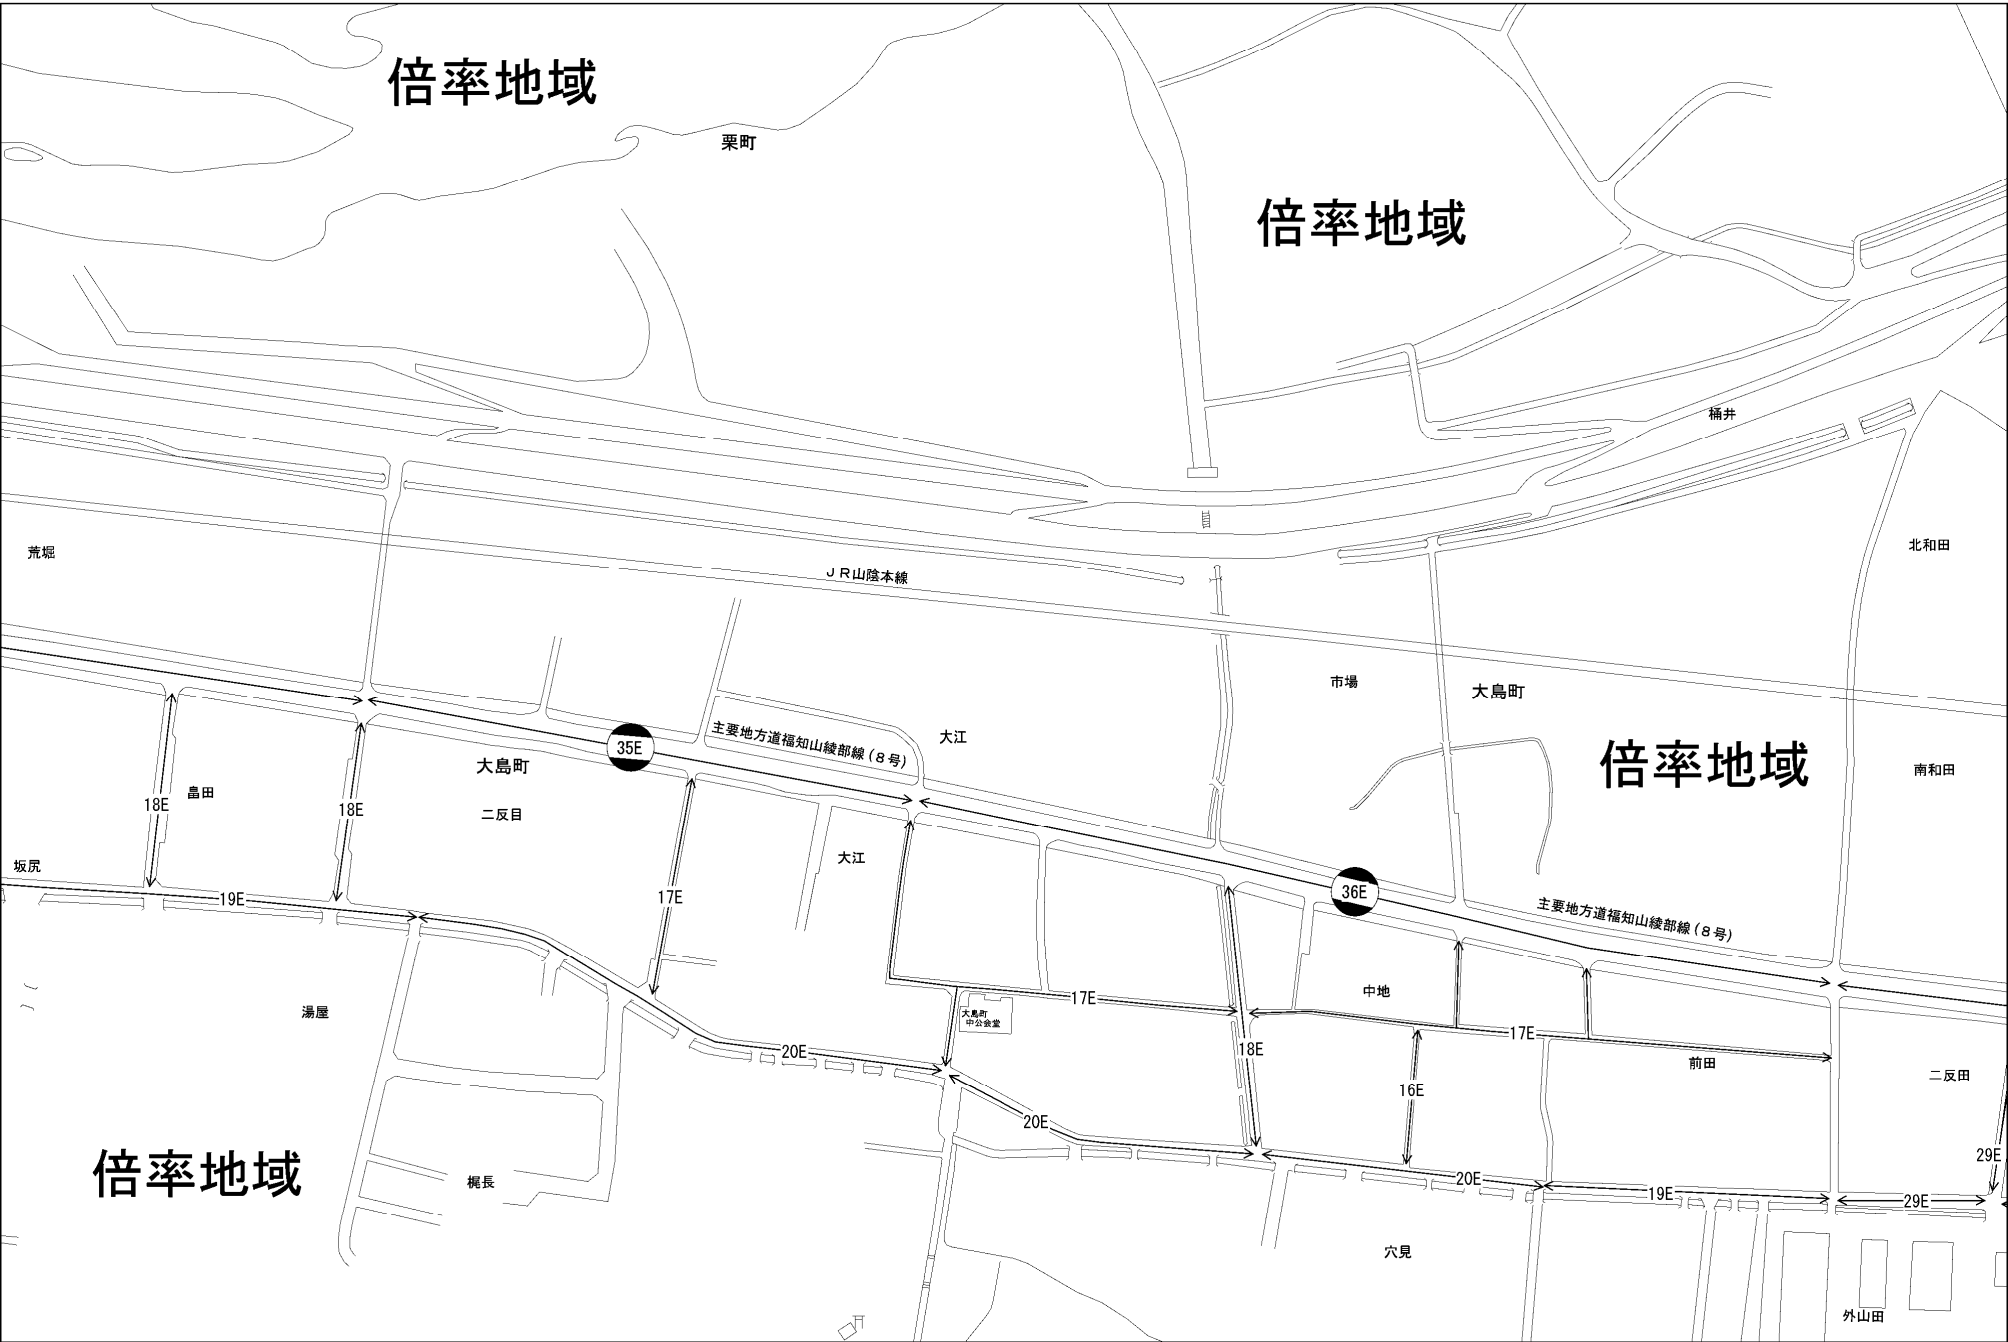 倍率地域
栗町
倍率地域
桶井
荒堀
北和田
ＪＲ山陰本線
市場
大島町
主要地方道福知山綾部線(８号)
大江
35E
大島町
倍率地域
南和田
畠田
18E
18E
二反目
大江
坂尻
19E
17E
36E
主要地方道福知山綾部線(８号)
湯屋
17E
中地
大島町
中公会堂
17E
20E
18E
前田
二反田
16E
20E
倍率地域
梶長
20E
19E
29E
29E
穴見
外山田